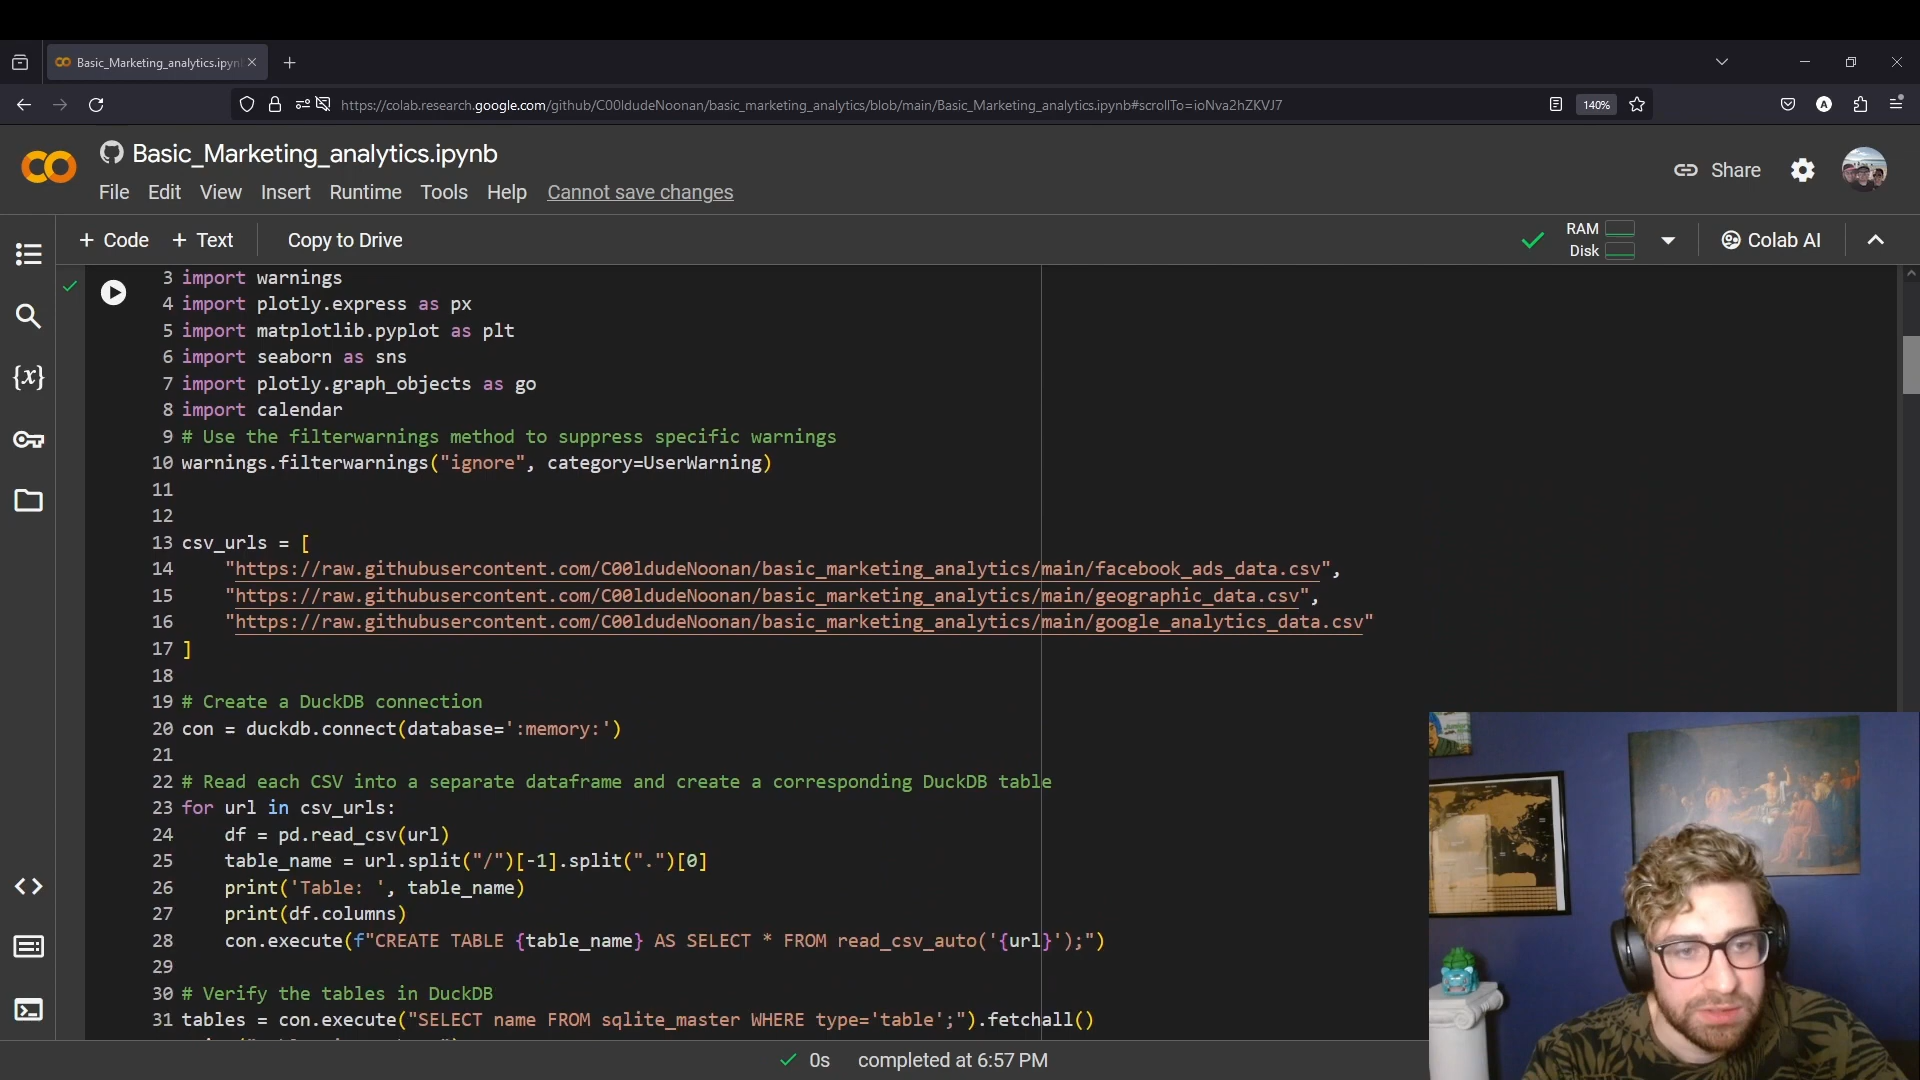 Basic_Marketing_analytics.ipyn
https://colab.research.google.com/github/C00ldudeNoonan/basic_marketing_analytics/blob/main/Basic_Marketing_analytics.ipynb#scrollTo=ioNva2hZKVJ7
140%
A
Basic_Marketing_analytics.ipynb
Share
File Edit View Insert Runtime Tools Help Cannot save changes
+ Code + Text Copy to Drive
RAM
Disk
Colab AI
3 import warnings
4 import plotly.express as px
5 import matplotlib.pyplot as plt
6 import seaborn as sns
7 import plotly.graph_objects as go
8 import calendar
9 # Use the filterwarnings method to suppress specific warnings
10 warnings.filterwarnings("ignore", category=UserWarning)
11
12
13 csv_urls = [
14 "https://raw.githubusercontent.com/C00ldudeNoonan/basic_marketing_analytics/main/facebook_ads_data.csv",
15 "https://raw.githubusercontent.com/C00ldudeNoonan/basic_marketing_analytics/main/geographic_data.csv",
16 "https://raw.githubusercontent.com/C00ldudeNoonan/basic_marketing_analytics/main/google_analytics_data.csv"
17 ]
18
19 # Create a DuckDB connection
20 con = duckdb.connect(database=':memory:')
21
22 # Read each CSV into a separate dataframe and create a corresponding DuckDB table
23 for url in csv_urls:
24 df = pd.read_csv(url)
25 table_name = url.split("/")[-1].split(".")[0]
26 print('Table: ', table_name)
27 print(df.columns)
28 con.execute(f"CREATE TABLE {table_name} AS SELECT * FROM read_csv_auto('{url}');")
29
30 # Verify the tables in DuckDB
31 tables = con.execute("SELECT name FROM sqlite_master WHERE type='table';").fetchall()
{x}
0s completed at 6:57 PM